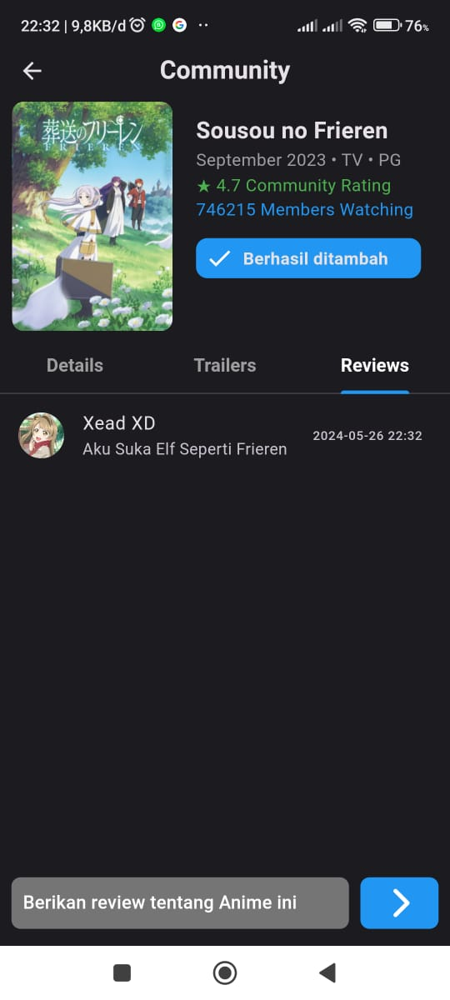 22:32 | 9,8KB/d
76%
Community
葬送のフリーレン
FRIEREN
Sousou no Frieren
September 2023 • TV • PG
★ 4.7 Community Rating
746215 Members Watching
Berhasil ditambah
Details Trailers Reviews
Xead XD
Aku Suka Elf Seperti Frieren
2024-05-26 22:32
Berikan review tentang Anime ini